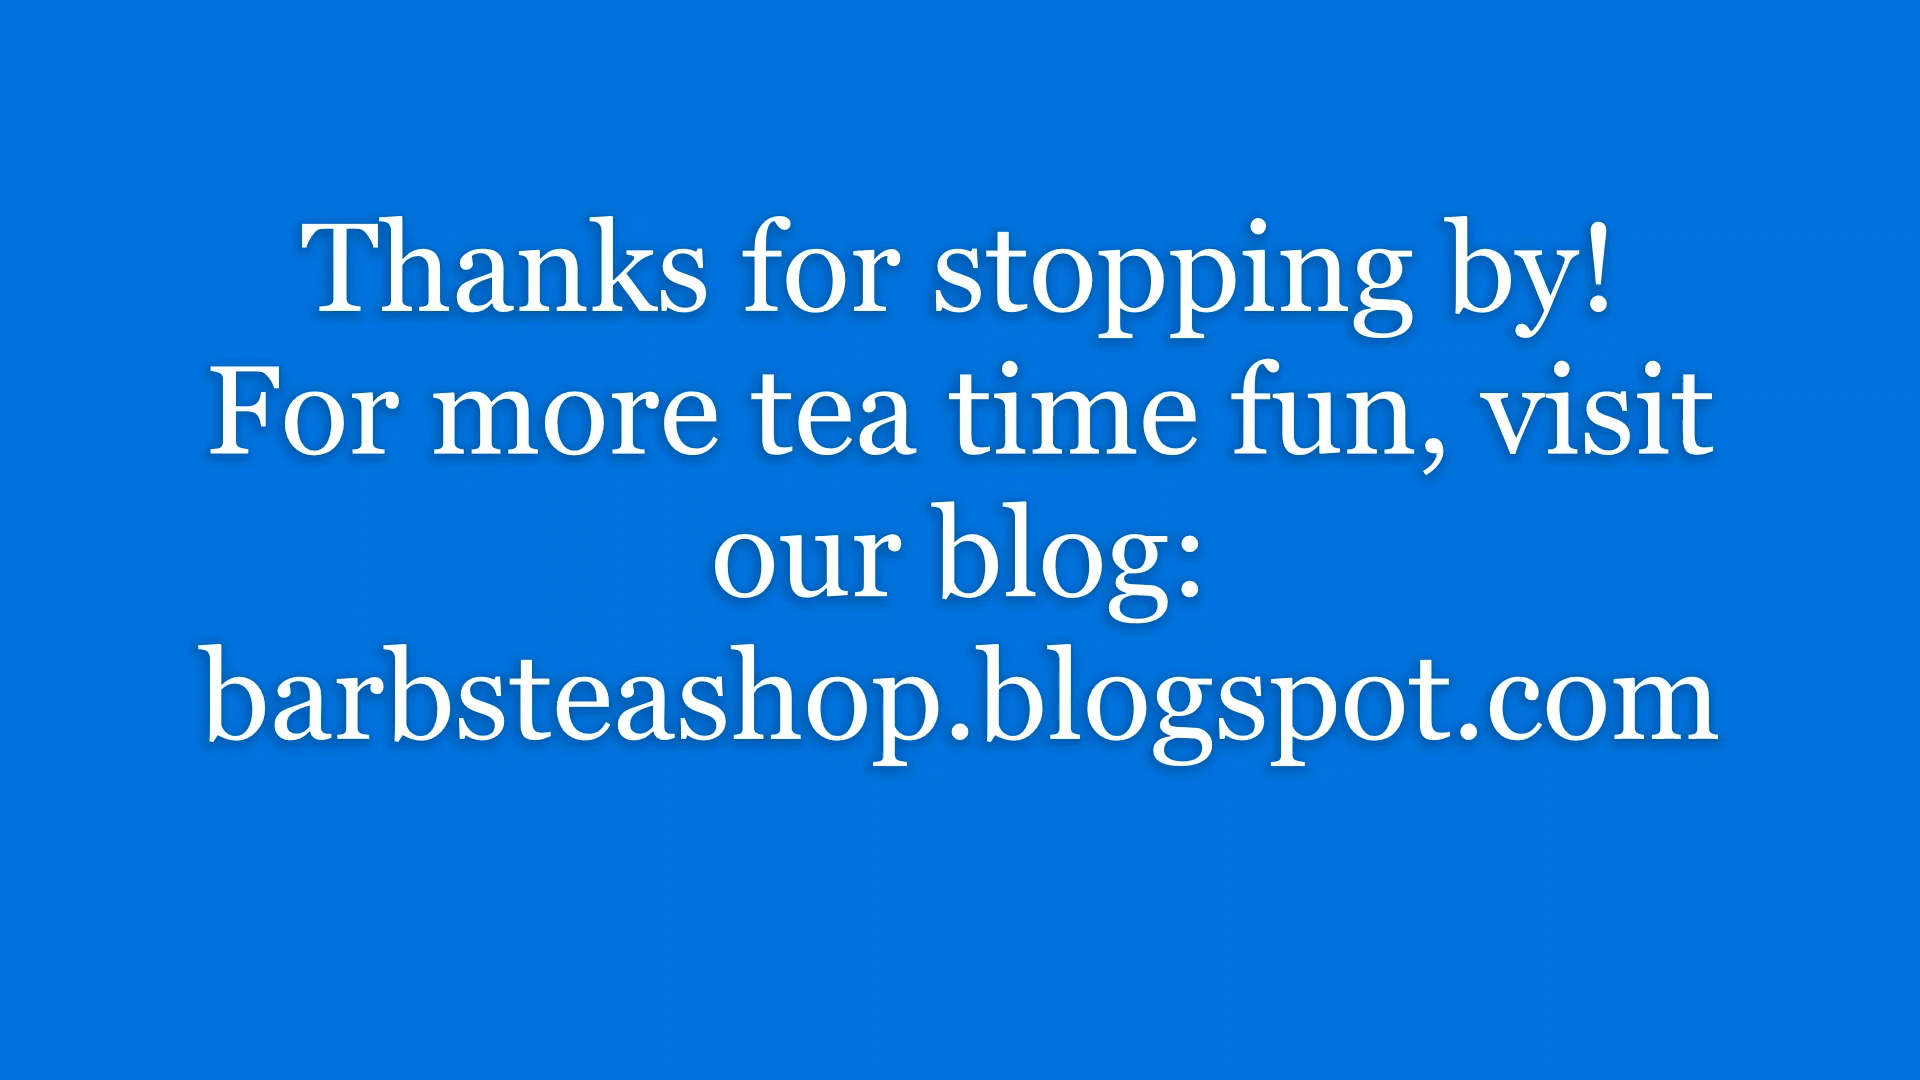 Thanks for stopping by!
For more tea time fun, visit
our blog:
barbsteashop.blogspot.com